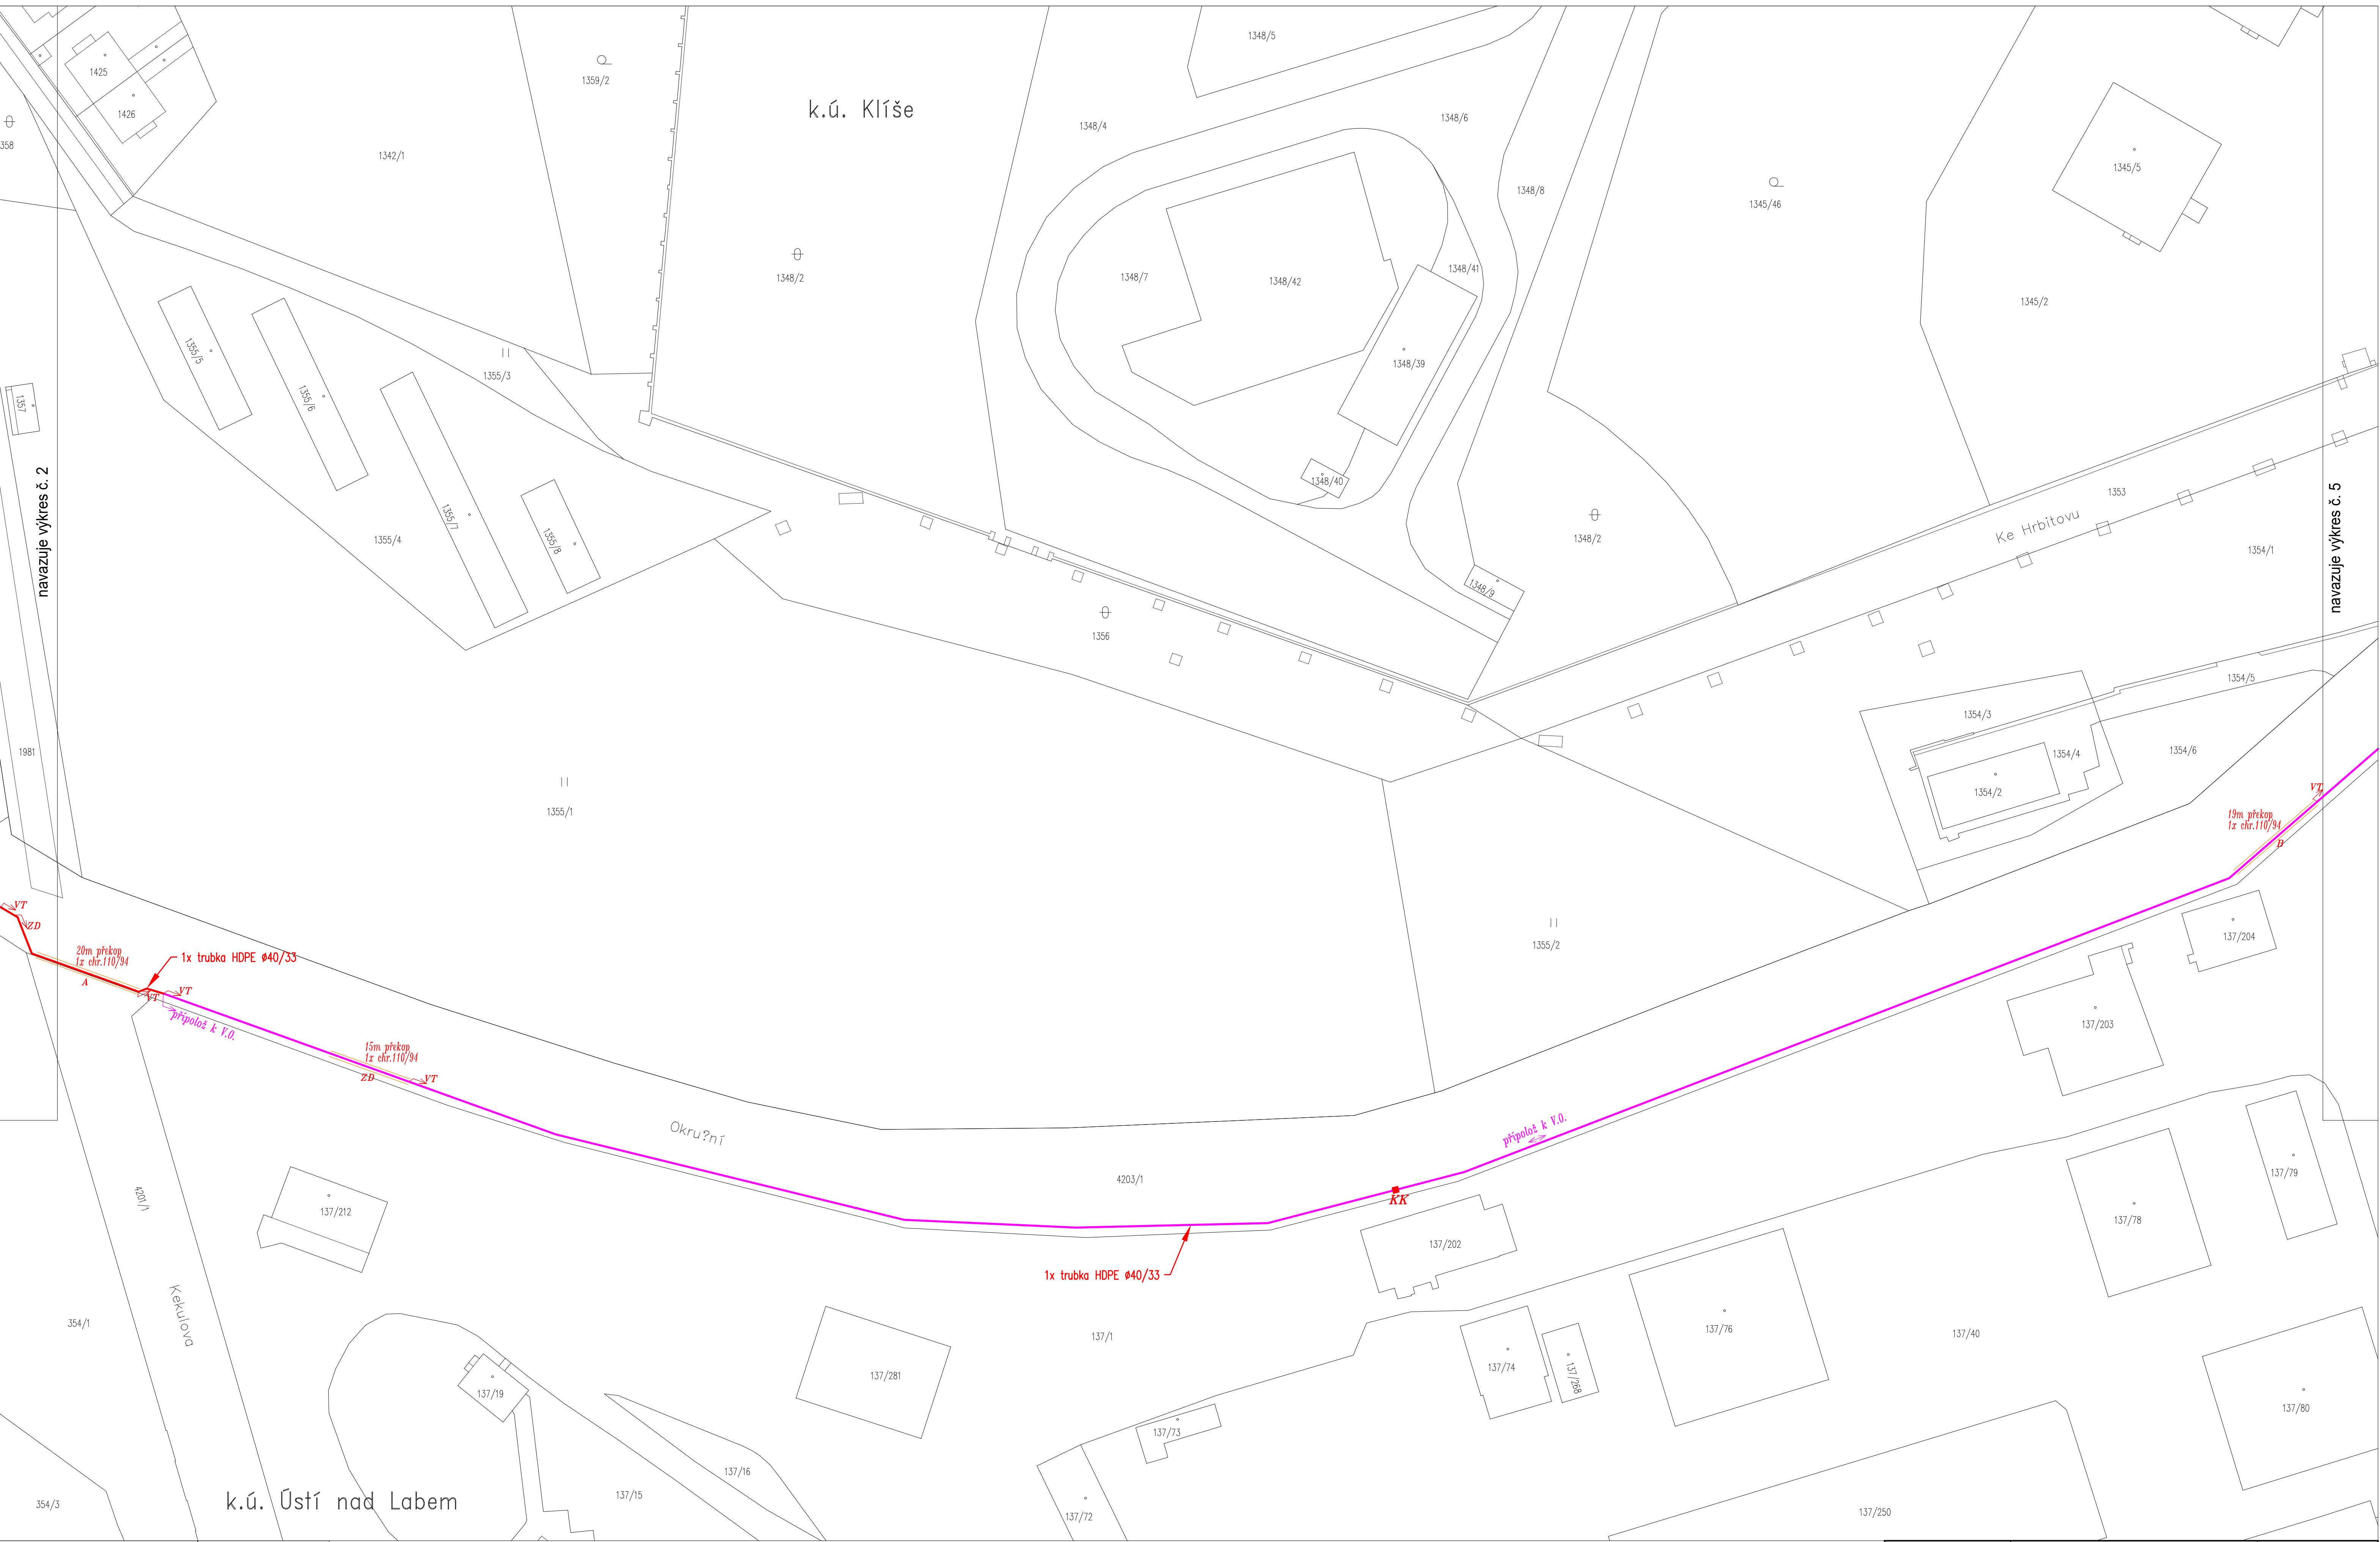 1348/5
1425
1359/2
1426
k.ú. Klíše
1348/4
1348/6
358
1342/1
1345/5
1348/8
1345/46
1348/2
1348/7
1348/42
1348/41
1345/2
1355/5
1348/39
1355/3
1355/6
1357
1348/40
navazuje výkres č. 2
navazuje výkres č. 5
1353
1355/7
Ke Hrbitovu
1355/4
1355/8
1348/2
1354/1
1348/9
1356
1354/5
1354/3
1981
1354/4
1354/6
1354/2
1355/1
VT
19m překop
1x chr.110/94
B
VT
ZD
20m překop
1x chr.110/94
A
1x trubka HDPE ø40/33
1355/2
137/204
VT
VT
přípolož k V.O.
137/203
15m překop
1x chr.110/94
ZD
VT
Okru?ní
přípolož k V.O.
137/79
4203/1
4201/1
KK
137/212
137/78
137/202
1x trubka HDPE ø40/33
Kekulova
354/1
137/1
137/76
137/40
137/74
137/268
137/281
137/19
137/80
137/73
137/16
137/15
354/3
k.ú. Ústí nad Labem
137/72
137/250